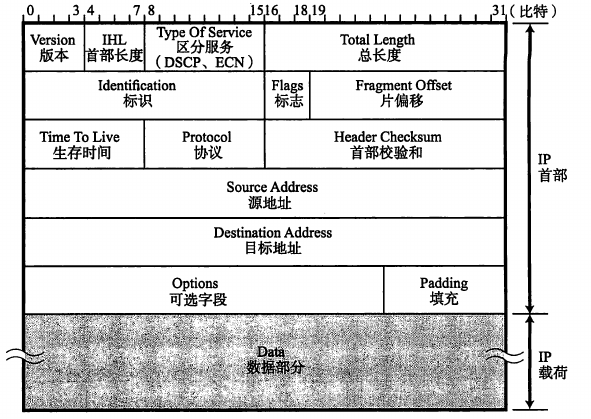 0 3 4 7 8 15 16 18 19 31 (比特)
Version
版本
IHL
首部长度
Type Of Service
区分服务
(DSCP、ECN)
Total Length
总长度
Identification
标识
Flags
标志
Fragment Offset
片偏移
Time To Live
生存时间
Protocol
协议
Header Checksum
首部校验和
IP
首部
Source Address
源地址
Destination Address
目标地址
Options
可选字段
Padding
填充
Data
数据部分
IP
载荷